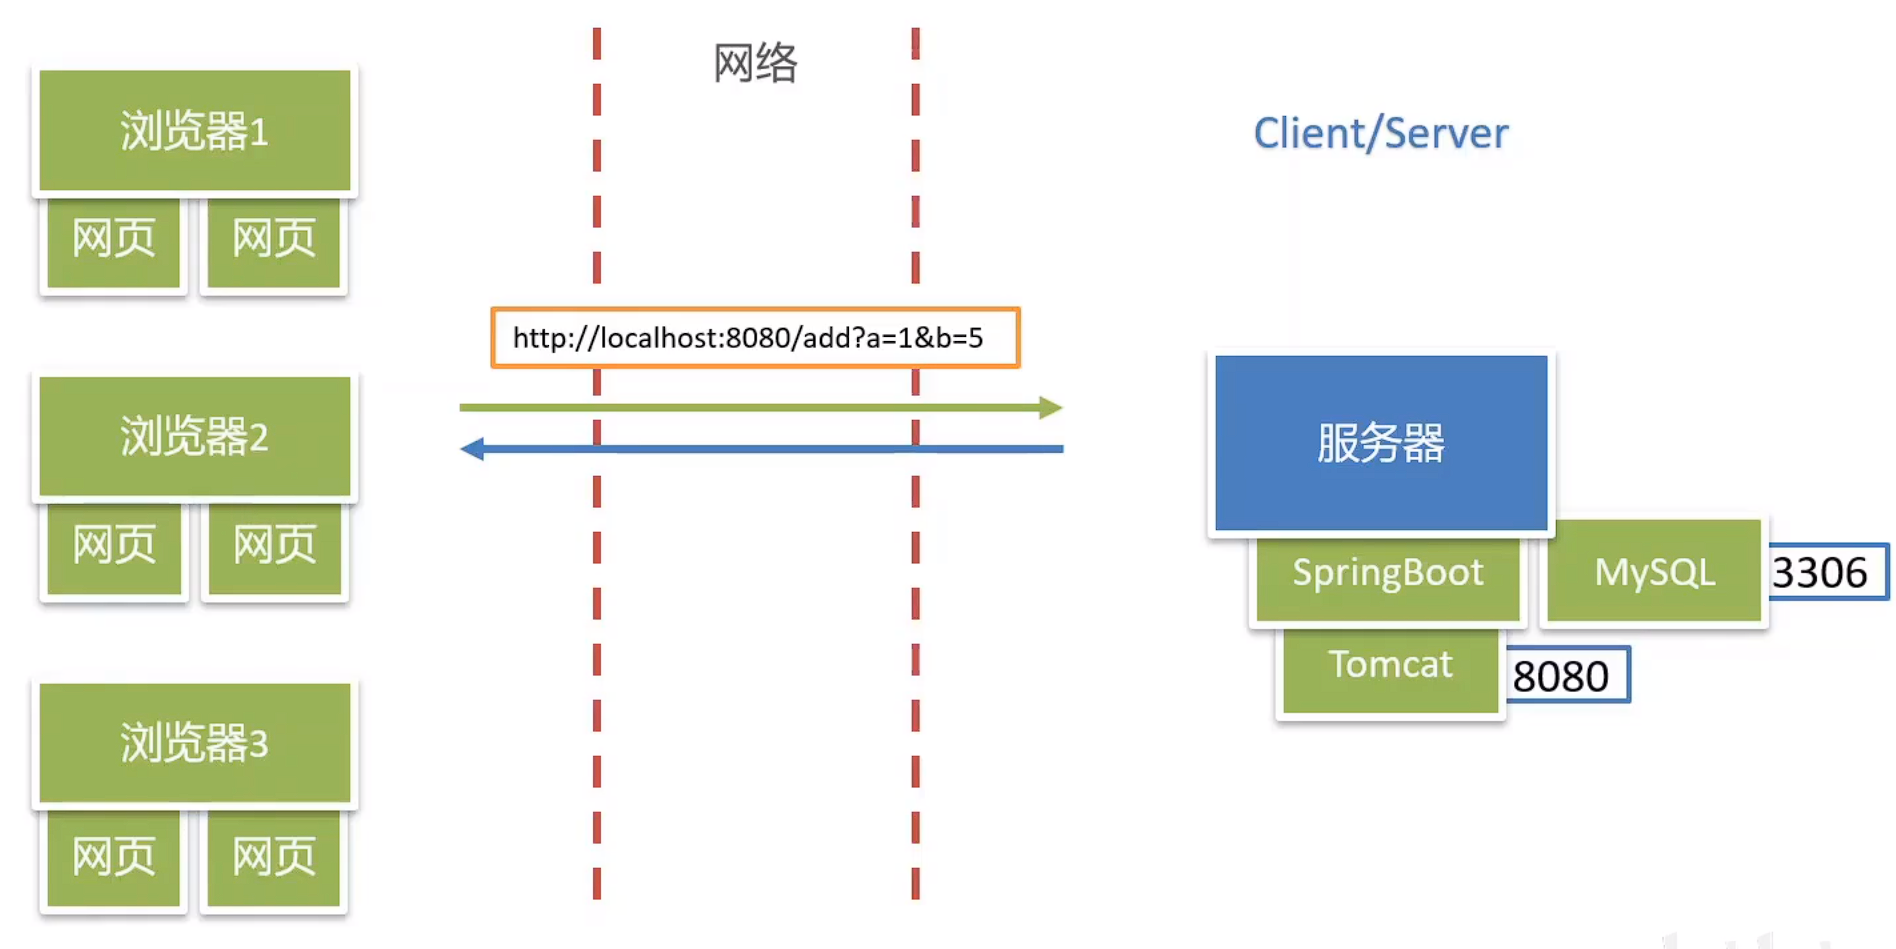 网络
Client/Server
浏览器1
网页 网页
http://localhost:8080/add?a=1&b=5
浏览器2
网页 网页
服务器
SpringBoot
MySQL
3306
Tomcat
8080
浏览器3
网页 网页